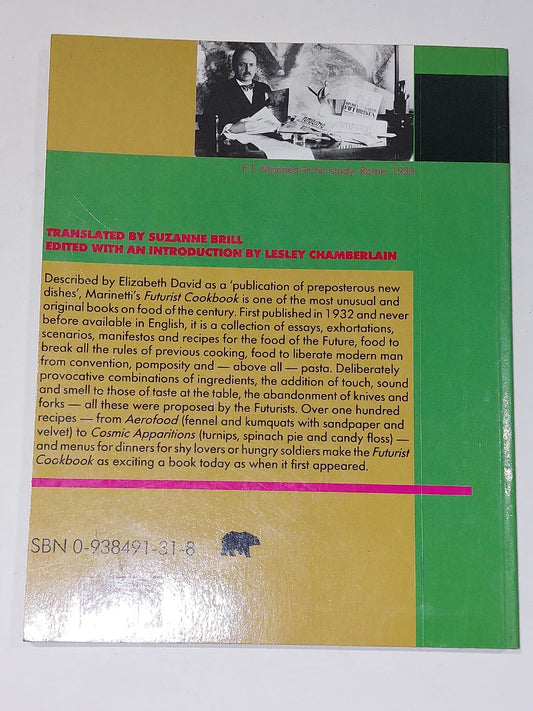 F.T. Marinetti in his study, Rome, 1933
TRANSLATED BY SUZANNE BRILL
EDITED WITH AN INTRODUCTION BY LESLEY CHAMBERLAIN
Described by Elizabeth David as a 'publication of preposterous new
dishes', Marinetti's Futurist Cookbook is one of the most unusual and
original books on food of the century. First published in 1932 and never
before available in English, it is a collection of essays, exhortations,
scenarios, manifestos and recipes for the food of the Future, food to
break all the rules of previous cooking, food to liberate modern man
from convention, pomposity and — above all — pasta. Deliberately
provocative combinations of ingredients, the addition of touch, sound
and smell to those of taste at the table, the abandonment of knives and
forks — all these were proposed by the Futurists. Over one hundred
recipes — from Aerofood (fennel and kumquats with sandpaper and
velvet) to Cosmic Apparitions (turnips, spinach pie and candy floss) —
and menus for dinners for shy lovers or hungry soldiers make the Futurist
Cookbook as exciting a book today as when it first appeared.
ISBN 0-938491-31-8